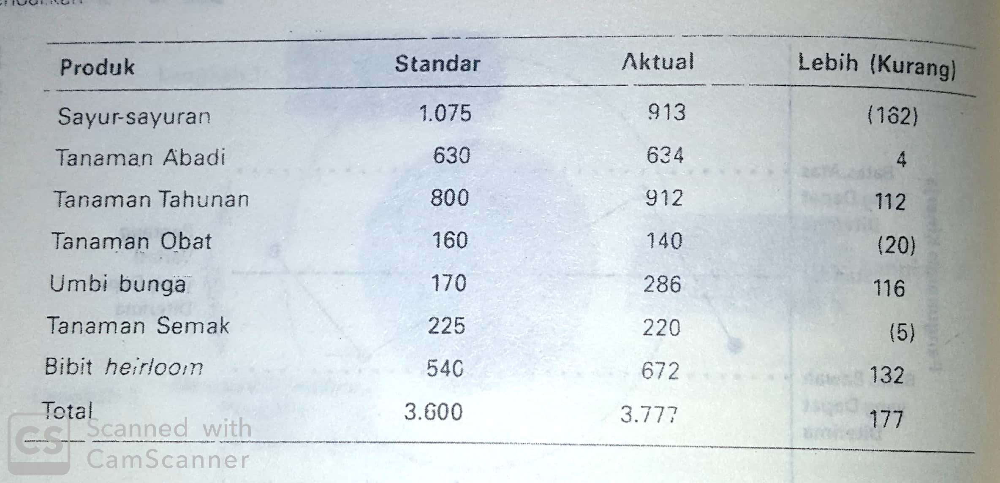 Produk Standar Aktual Lebih (Kurang)
Sayur-sayuran 1.075 913 (162)
Tanaman Abadi 630 634 4
Tanaman Tahunan 800 912 112
Tanaman Obat 160 140 (20)
Umbi bunga 170 286 116
Tanaman Semak 225 220 (5)
Bibit heirloom 540 672 132
Total 3.600 3.777 177
CS Scanned with
CamScanner